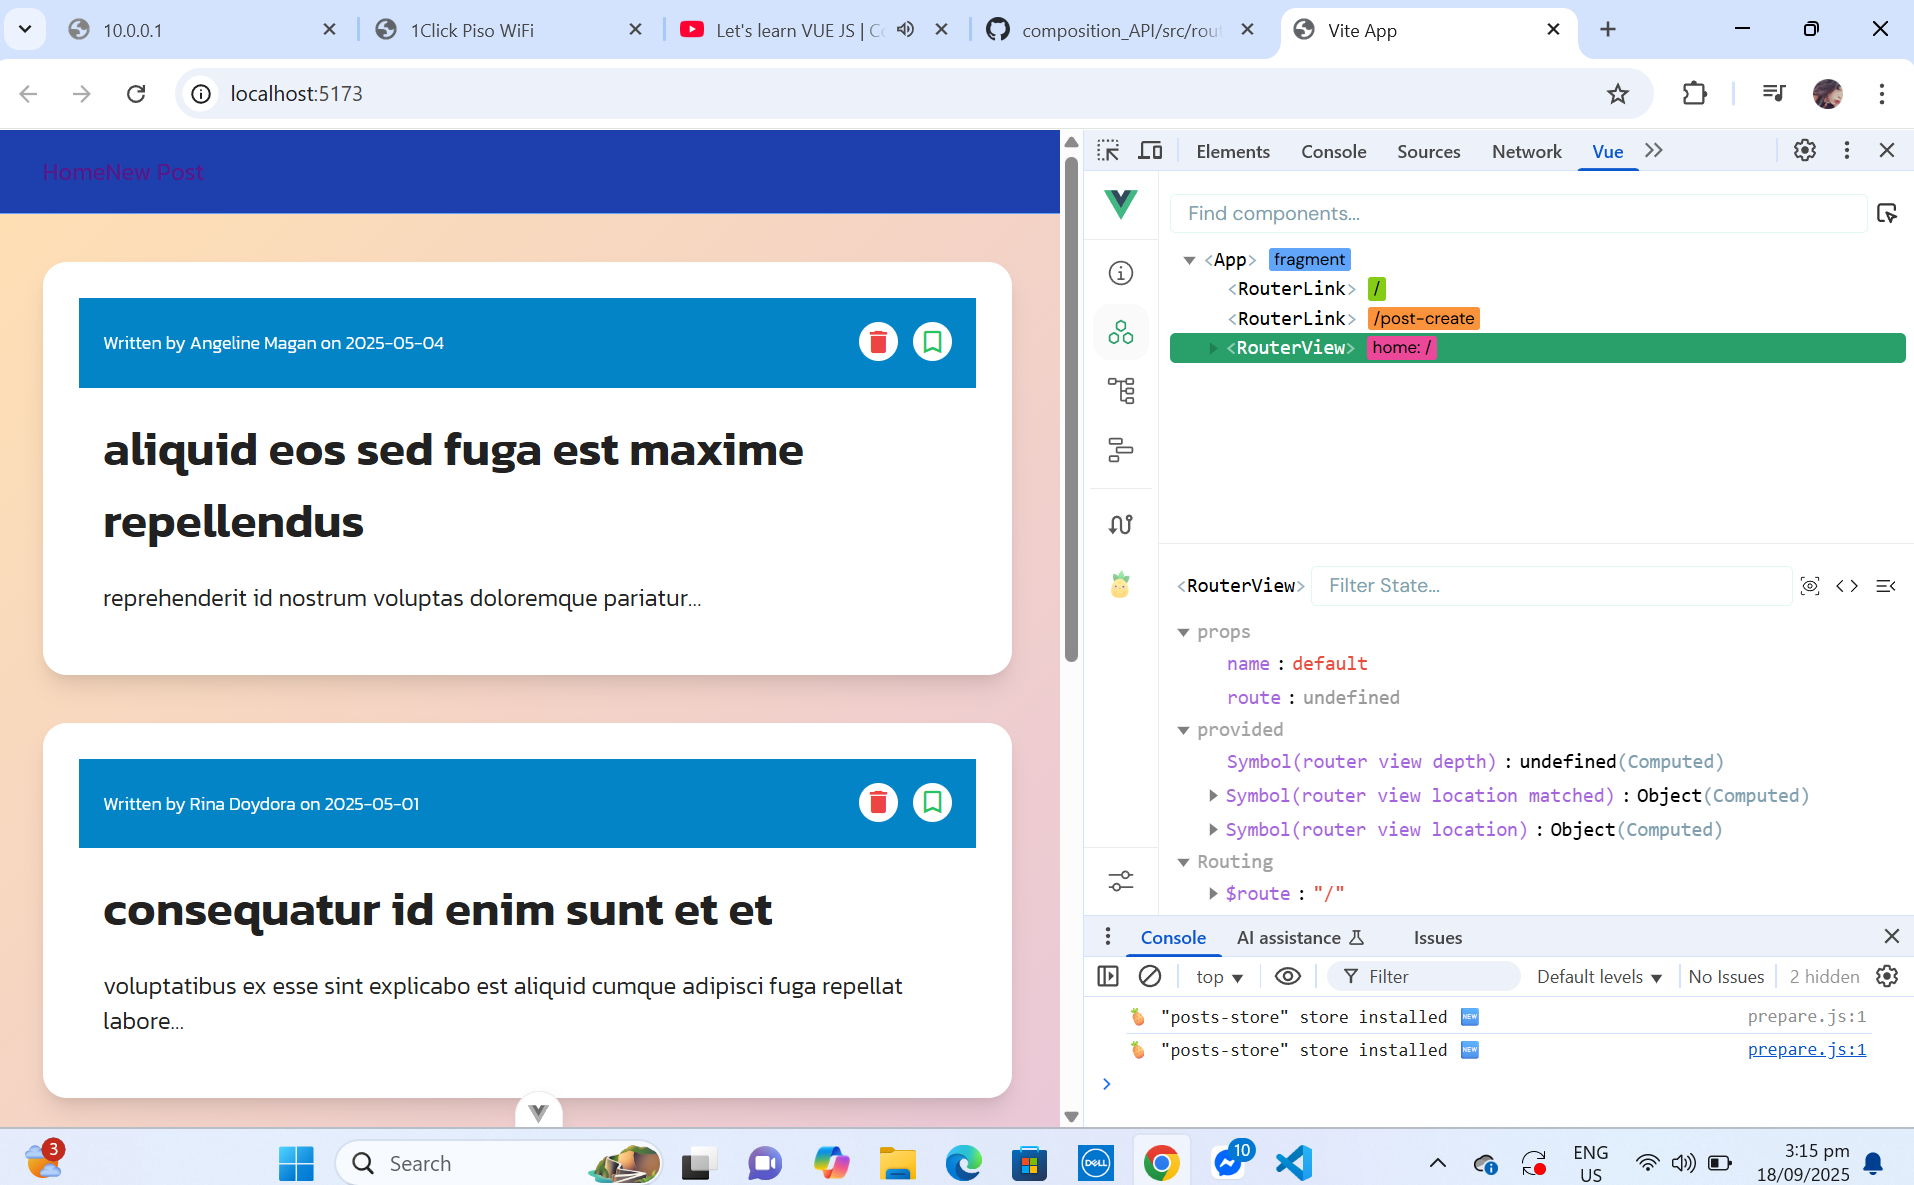 10.0.0.1
1Click Piso WiFi
Let's learn VUE JS | Co
composition_API/src/rout
Vite App
localhost:5173
HomeNew Post
Written by Angeline Magan on 2025-05-04
aliquid eos sed fuga est maxime
repellendus
reprehenderit id nostrum voluptas doloremque pariatur...
Written by Rina Doydora on 2025-05-01
consequatur id enim sunt et et
voluptatibus ex esse sint explicabo est aliquid cumque adipisci fuga repellat
labore...
Elements Console Sources Network Vue
Find components...
<App> fragment
<RouterLink> /
<RouterLink> /post-create
<RouterView> home: /
<RouterView> Filter State...
props
name : default
route : undefined
provided
Symbol(router view depth) : undefined(Computed)
Symbol(router view location matched) : Object(Computed)
Symbol(router view location) : Object(Computed)
Routing
$route : "/"
Console AI assistance Issues
top Filter Default levels No Issues 2 hidden
🍍 "posts-store" store installed 🆕 prepare.js:1
🍍 "posts-store" store installed 🆕 prepare.js:1
3
Search
DELL
10
ENG
US
3:15 pm
18/09/2025